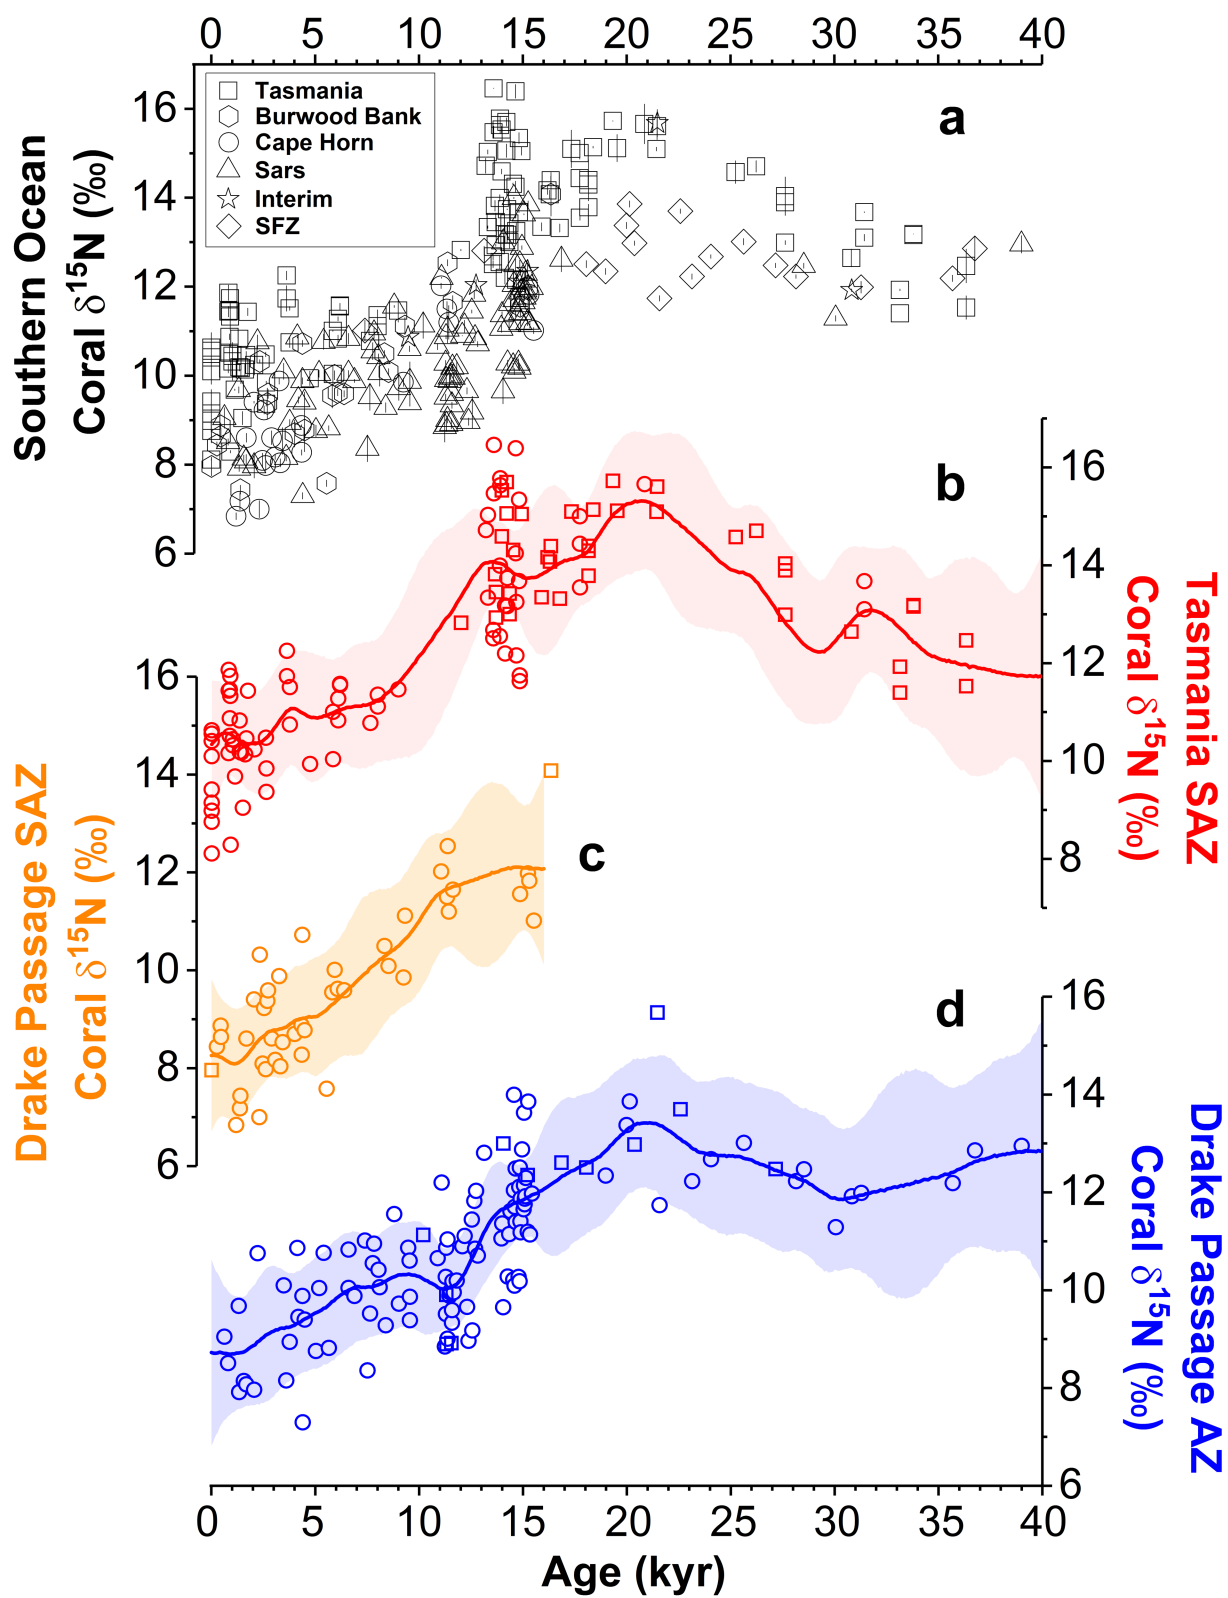 0 5 10 15 20 25 30 35 40
a
Tasmania
Burwood Bank
Cape Horn
Sars
Interim
SFZ
Southern Ocean
Coral δ15N (‰)
16
14
12
10
8
6
b
Tasmania SAZ
Coral δ15N (‰)
16
14
12
10
8
c
Drake Passage SAZ
Coral δ15N (‰)
16
14
12
10
8
6
d
Drake Passage AZ
Coral δ15N (‰)
16
14
12
10
8
6
0 5 10 15 20 25 30 35 40
Age (kyr)